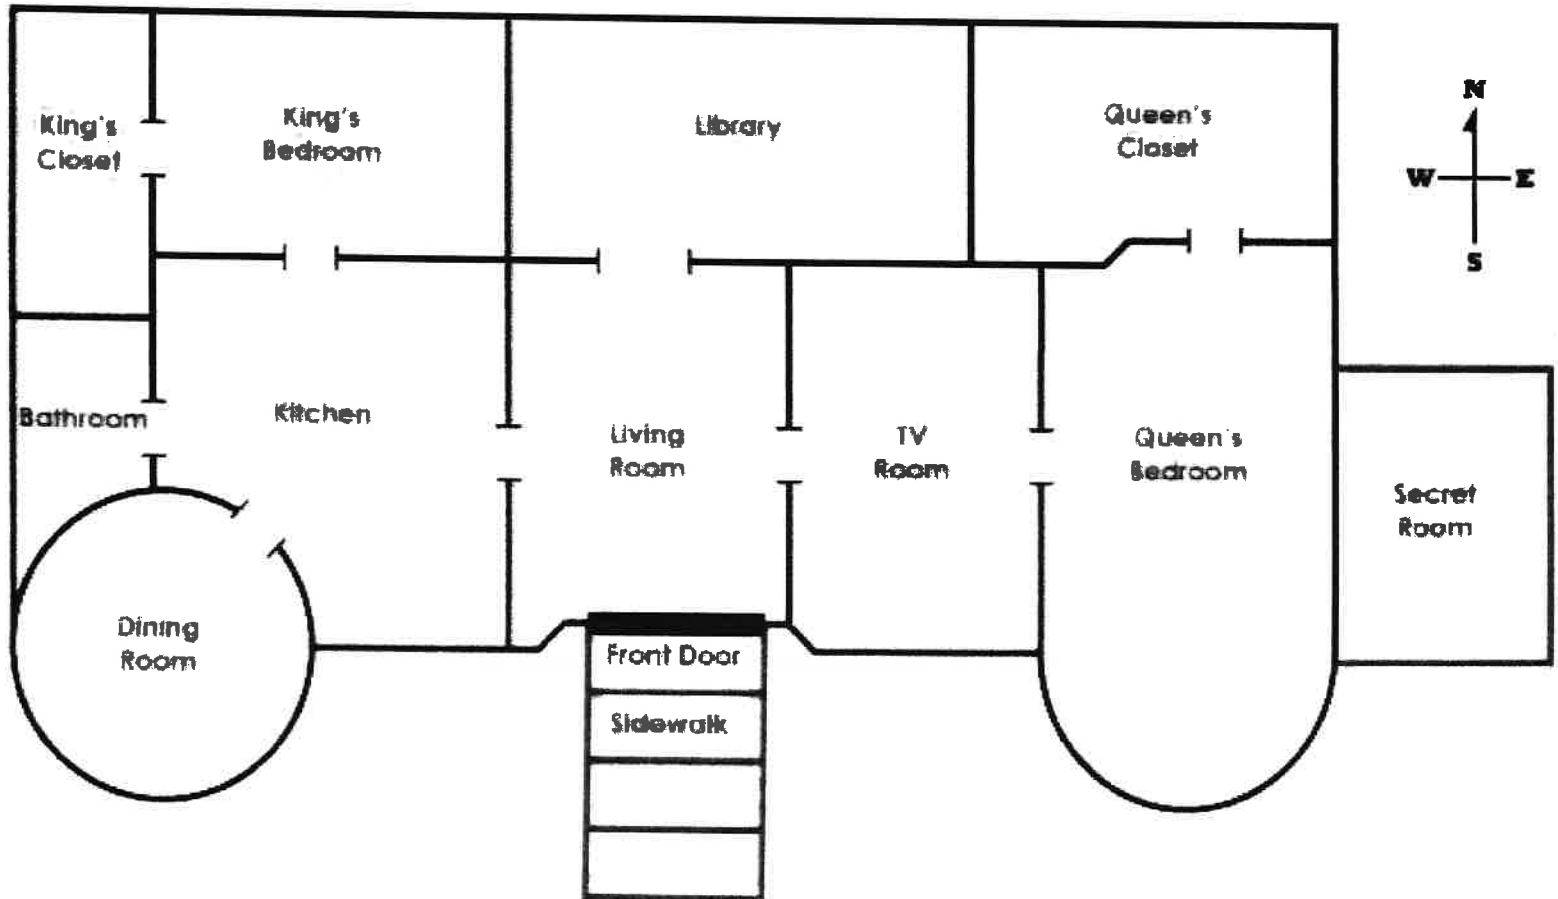 King's
Closet
King's
Bedroom
Library
Queen's
Closet
N
W E
S
Bathroom
Kitchen
Living
Room
TV
Room
Queen's
Bedroom
Secret
Room
Dining
Room
Front Door
Sidewalk